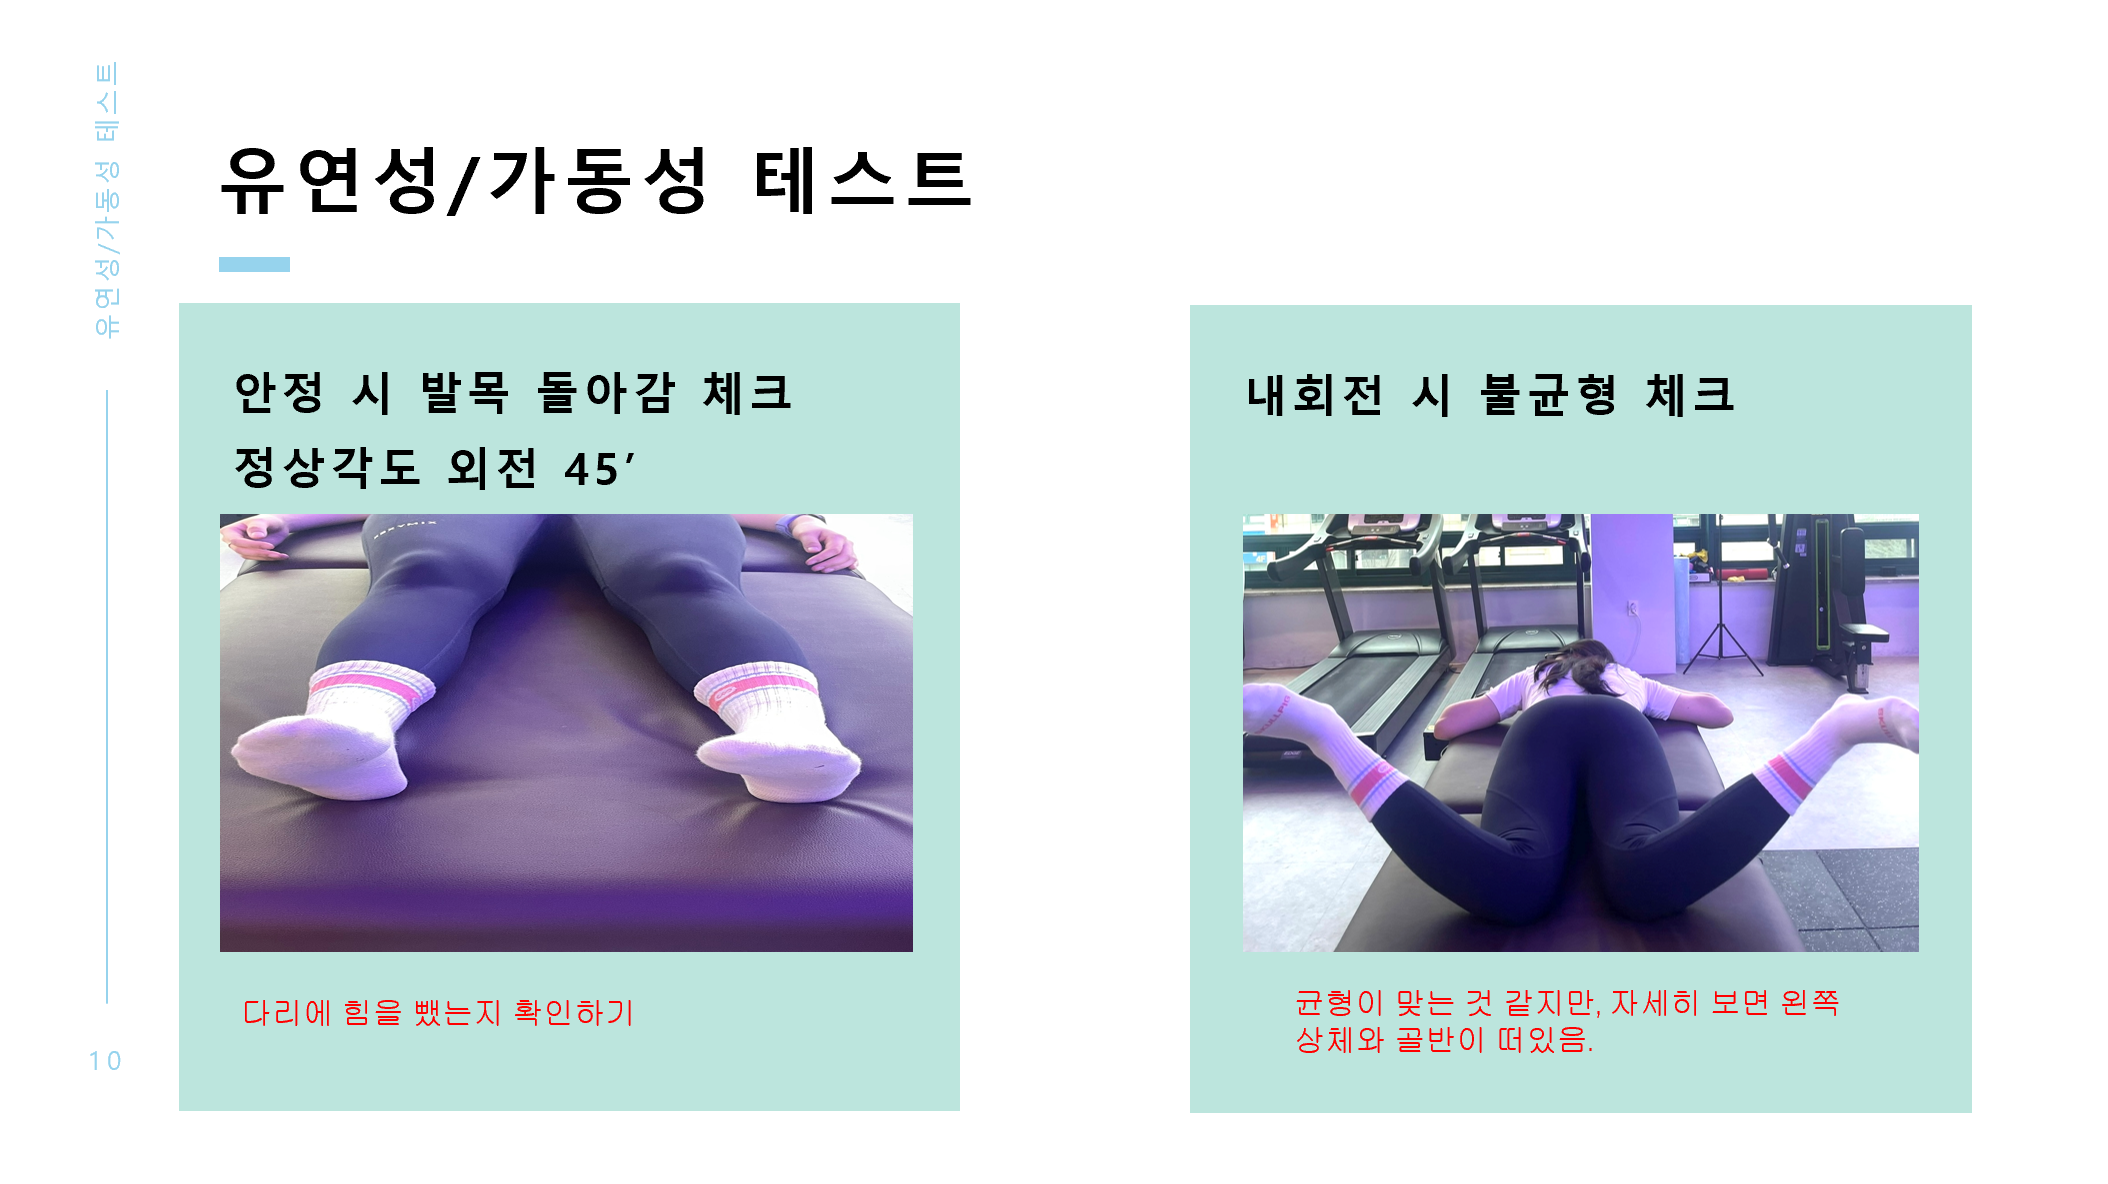 유연성/가동성 테스트
유연성/가동성 테스트
안정 시 발목 돌아감 체크
정상각도 외전 45′
다리에 힘을 뺐는지 확인하기
내회전 시 불균형 체크
균형이 맞는 것 같지만, 자세히 보면 왼쪽
상체와 골반이 떠있음.
10